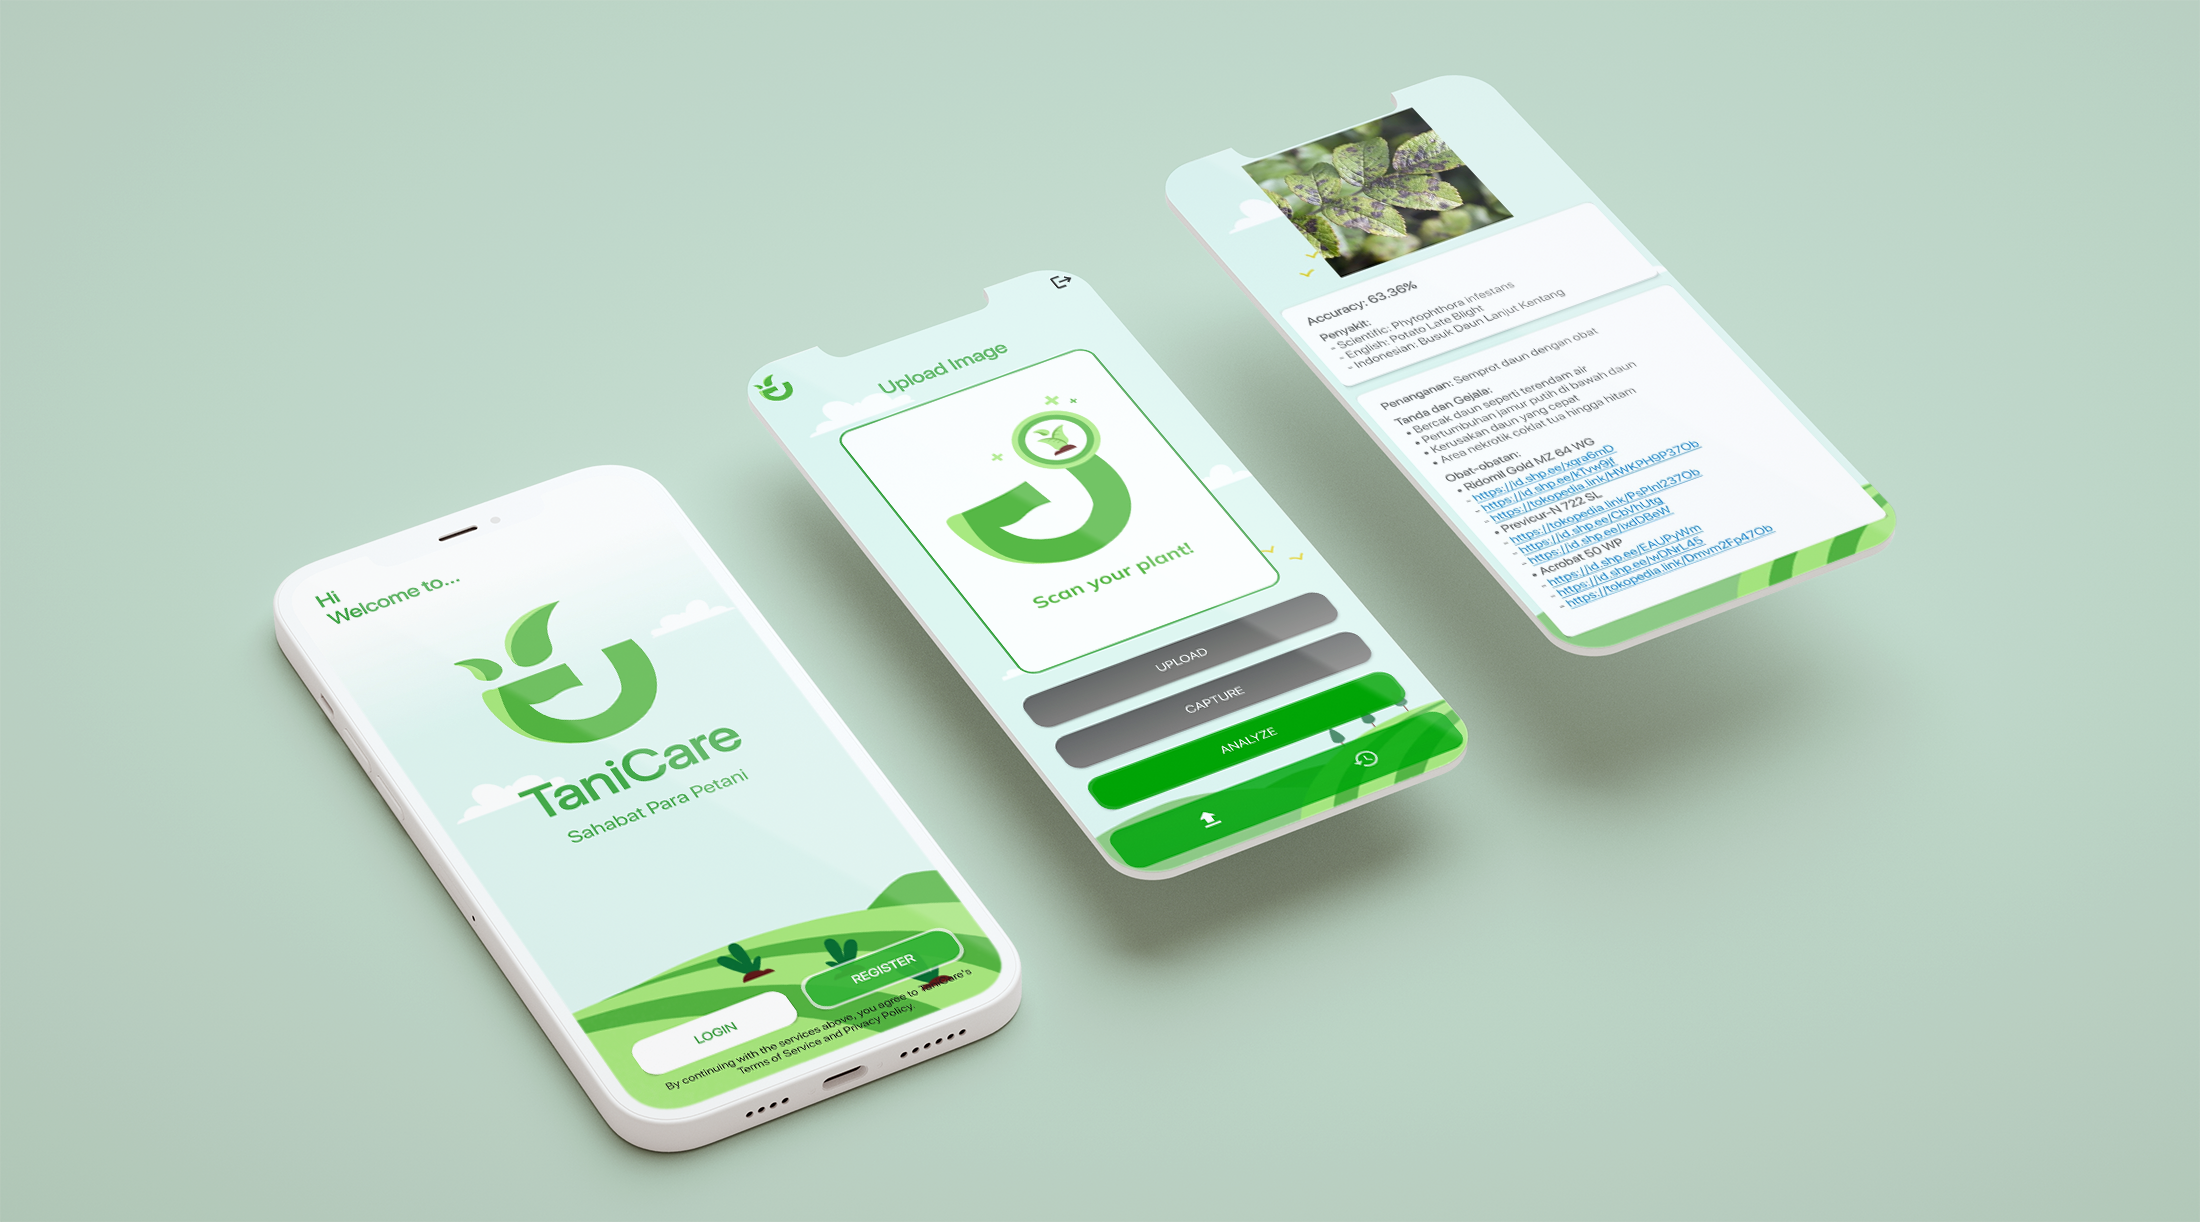 Hi
Welcome to...
TaniCare
Sahabat Para Petani
LOGIN
REGISTER
By continuing with the services above, you agree to TaniCare's
Terms of Service and Privacy Policy.
Upload Image
Scan your plant!
UPLOAD
CAPTURE
ANALYZE
Accuracy: 63.36%
Penyakit:
- Scientific: Phytophthora infestans
- English: Potato Late Blight
- Indonesian: Busuk Daun Lanjut Kentang
Penanganan: Semprot daun dengan obat
Tanda dan Gejala:
• Bercak daun seperti terendam air
• Pertumbuhan jamur putih di bawah daun
• Kerusakan daun yang cepat
• Area nekrotik coklat tua hingga hitam
Obat-obatan:
• Ridomil Gold MZ 64 WG
- https://id.shp.ee/xqra6mD
- https://id.shp.ee/kTvw9jf
- https://tokopedia.link/HWKPH9P37Ob
• Previcur-N 722 SL
- https://tokopedia.link/PsPlnI237Ob
- https://id.shp.ee/CbVhUtg
- https://id.shp.ee/ixdDBeW
• Acrobat 50 WP
- https://id.shp.ee/EAUPyWm
- https://id.shp.ee/wDNrL45
- https://tokopedia.link/Dmvm2Fp47Ob